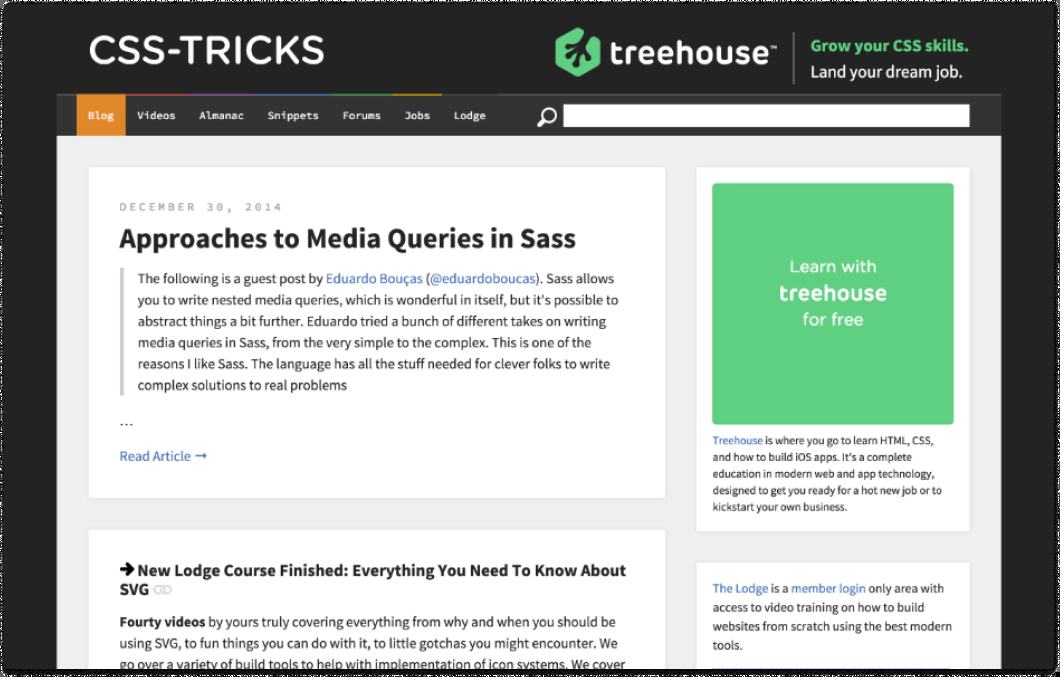 CSS-TRICKS
treehouse™
Grow your CSS skills.
Land your dream job.
Blog Videos Almanac Snippets Forums Jobs Lodge
DECEMBER 30, 2014
Approaches to Media Queries in Sass
The following is a guest post by Eduardo Bouças (@eduardoboucas). Sass allows
you to write nested media queries, which is wonderful in itself, but it's possible to
abstract things a bit further. Eduardo tried a bunch of different takes on writing
media queries in Sass, from the very simple to the complex. This is one of the
reasons I like Sass. The language has all the stuff needed for clever folks to write
complex solutions to real problems
…
Read Article →
→ New Lodge Course Finished: Everything You Need To Know About
SVG
Fourty videos by yours truly covering everything from why and when you should be
using SVG, to fun things you can do with it, to little gotchas you might encounter. We
go over a variety of build tools to help with implementation of icon systems. We cover
Learn with
treehouse
for free
Treehouse is where you go to learn HTML, CSS,
and how to build iOS apps. It's a complete
education in modern web and app technology,
designed to get you ready for a hot new job or to
kickstart your own business.
The Lodge is a member login only area with
access to video training on how to build
websites from scratch using the best modern
tools.